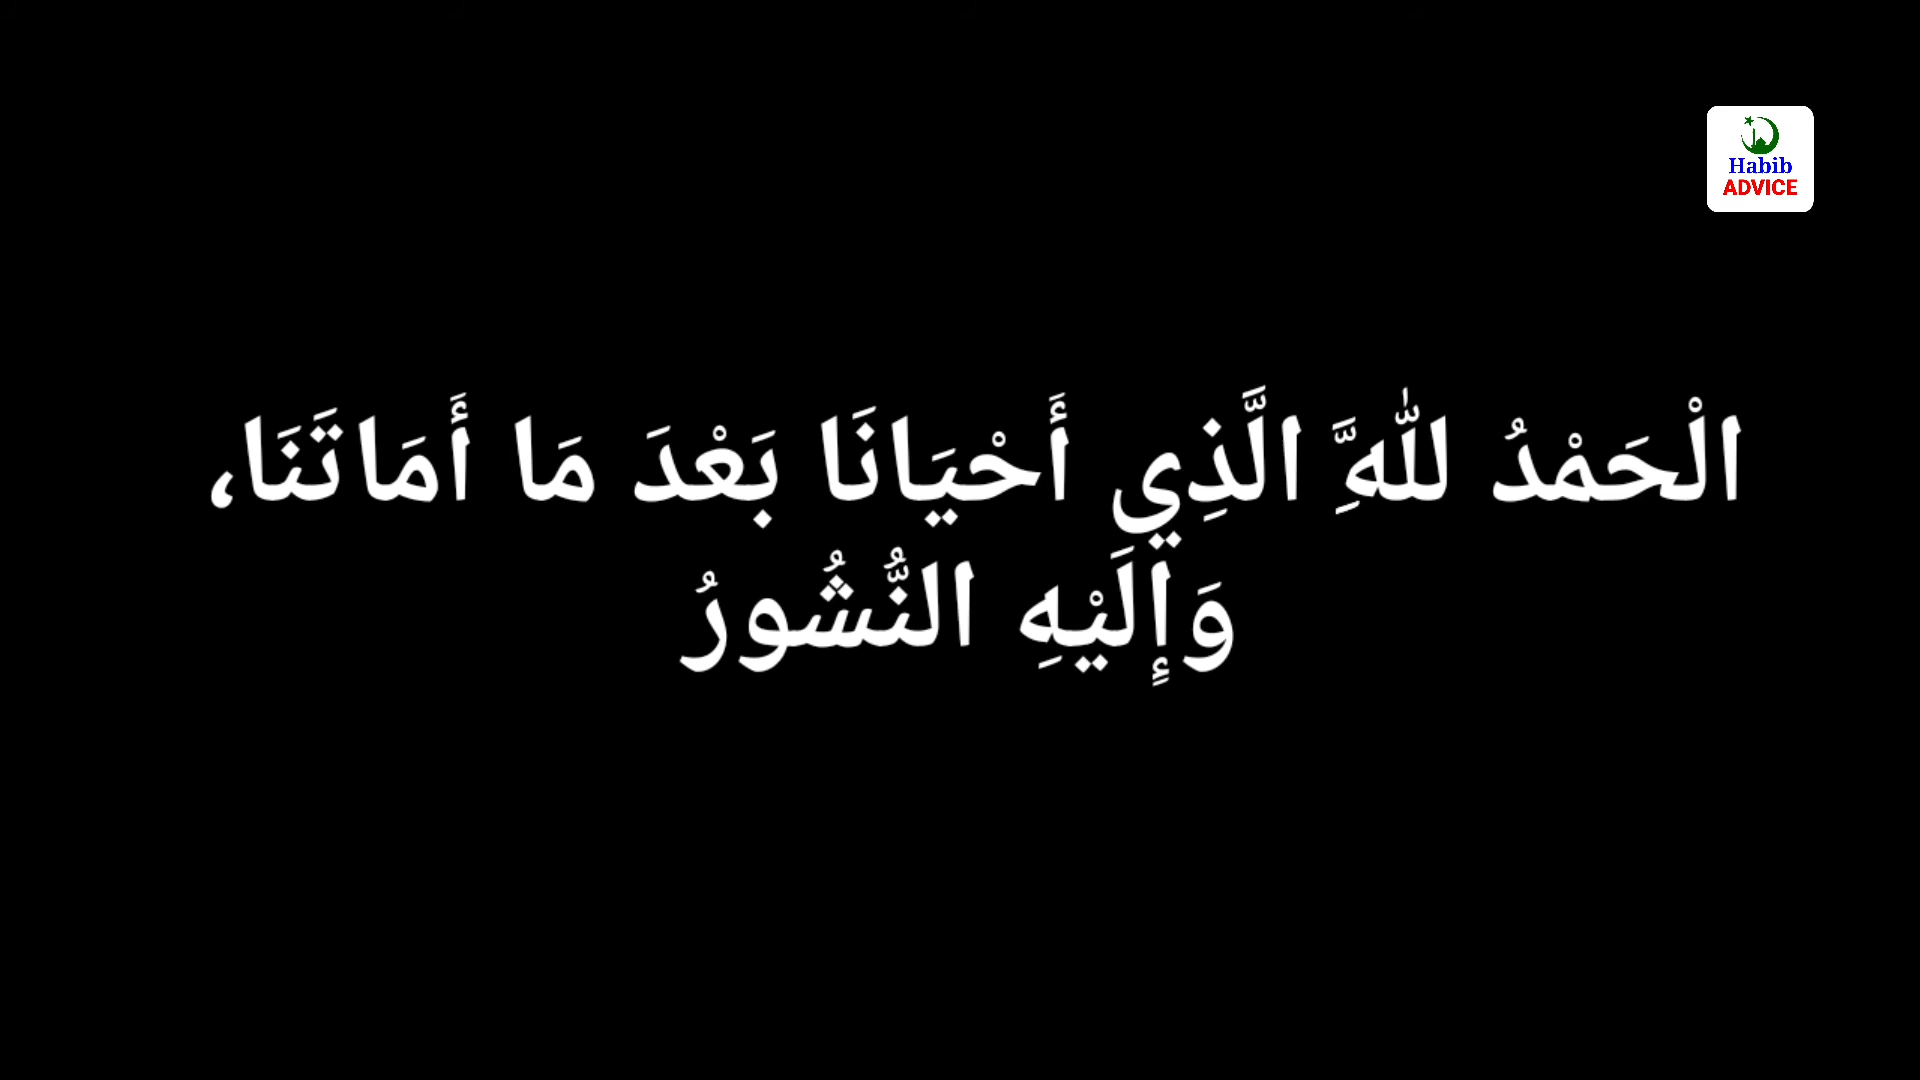 Habib
ADVICE
الْحَمْدُ للهَِّ الَّذِي أَحْيَانَا بَعْدَ مَا أَمَاتَنَا،
وَإِلَيْهِ النُّشُورُ